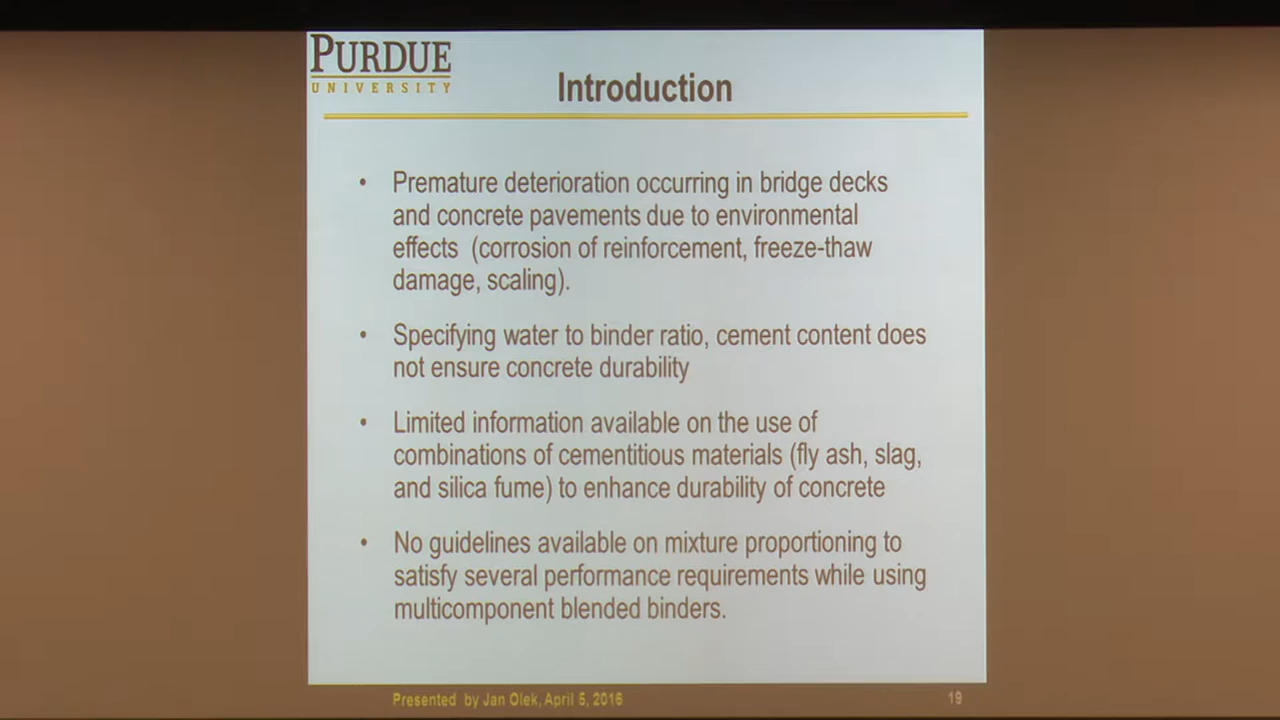 PURDUE
UNIVERSITY
Introduction
• Premature deterioration occurring in bridge decks
and concrete pavements due to environmental
effects (corrosion of reinforcement, freeze-thaw
damage, scaling).
• Specifying water to binder ratio, cement content does
not ensure concrete durability
• Limited information available on the use of
combinations of cementitious materials (fly ash, slag,
and silica fume) to enhance durability of concrete
• No guidelines available on mixture proportioning to
satisfy several performance requirements while using
multicomponent blended binders.
Presented by Jan Olek, April 5, 2016
19